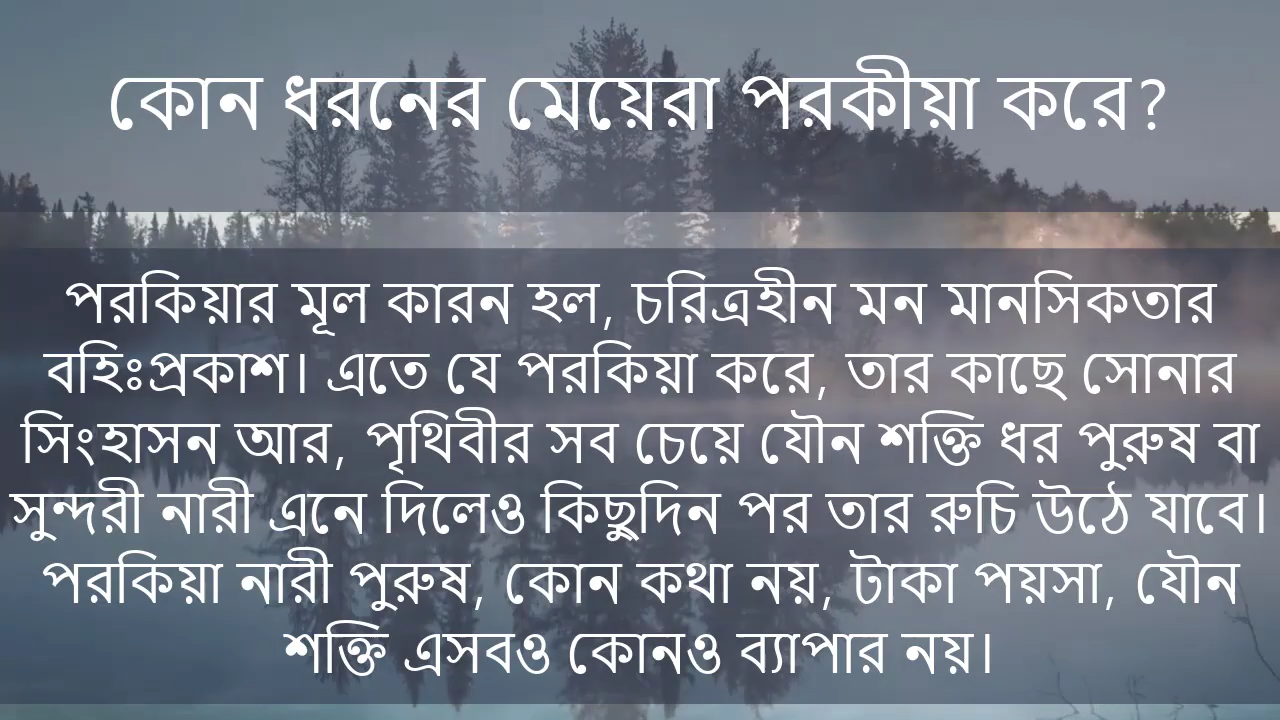 কোন ধরনের মেয়েরা পরকীয়া করে?
পরকিয়ার মূল কারন হল, চরিত্রহীন মন মানসিকতার
বহিঃপ্রকাশ। এতে যে পরকিয়া করে, তার কাছে সোনার
সিংহাসন আর, পৃথিবীর সব চেয়ে যৌন শক্তি ধর পুরুষ বা
সুন্দরী নারী এনে দিলেও কিছুদিন পর তার রুচি উঠে যাবে।
পরকিয়া নারী পুরুষ, কোন কথা নয়, টাকা পয়সা, যৌন
শক্তি এসবও কোনও ব্যাপার নয়।